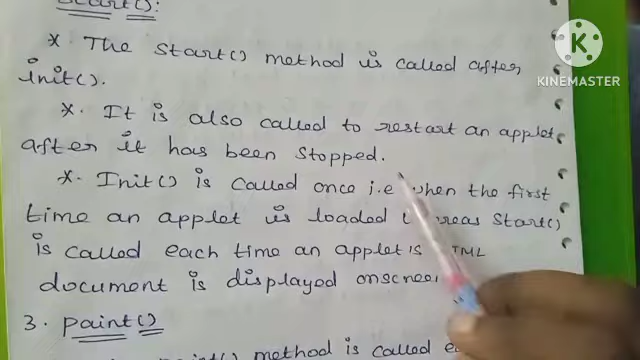 start():
* The start() method is called after
init().
* It is also called to restart an applet
after it has been stopped.
* Init() is called once i.e when the first
time an applet is loaded start()
is called each time an applet's
document is displayed onscreen
3. paint()
method is called
KINEMASTER